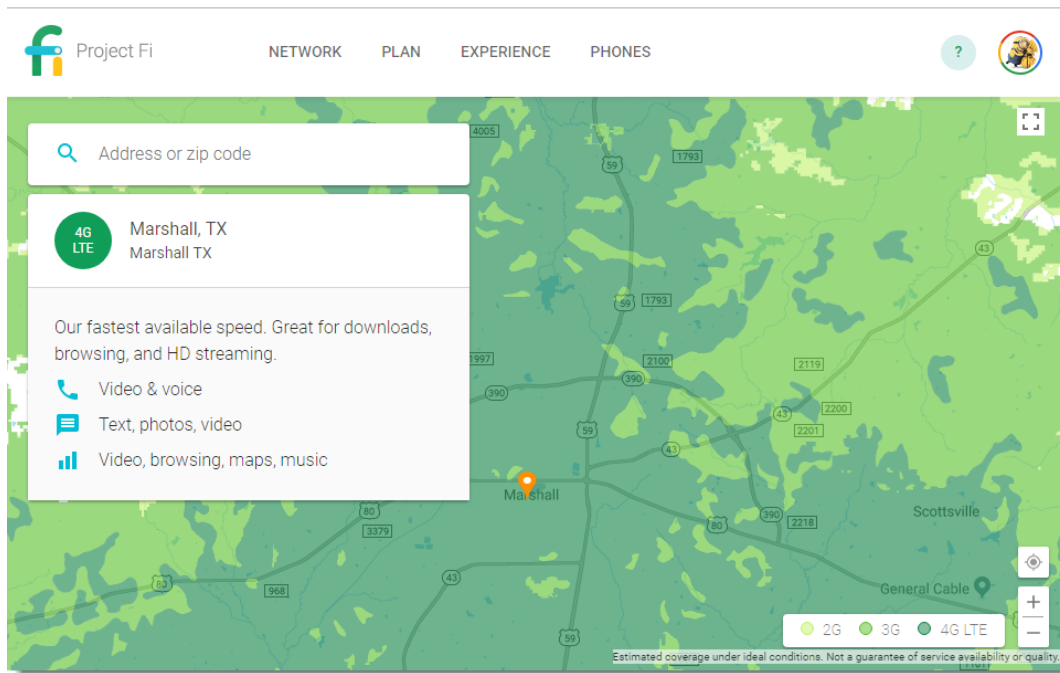 Project Fi
NETWORK PLAN EXPERIENCE PHONES
?
Address or zip code
4G
LTE
Marshall, TX
Marshall TX
Our fastest available speed. Great for downloads,
browsing, and HD streaming.
Video & voice
Text, photos, video
Video, browsing, maps, music
4005
59
1793
43
59
1793
1997
2100
2119
390
390
43
2200
59
2201
43
Marshall
80
390
Scottsville
80
2218
3379
43
80
968
General Cable
59
2G 3G 4G LTE
+
−
Estimated coverage under ideal conditions. Not a guarantee of service availability or quality.